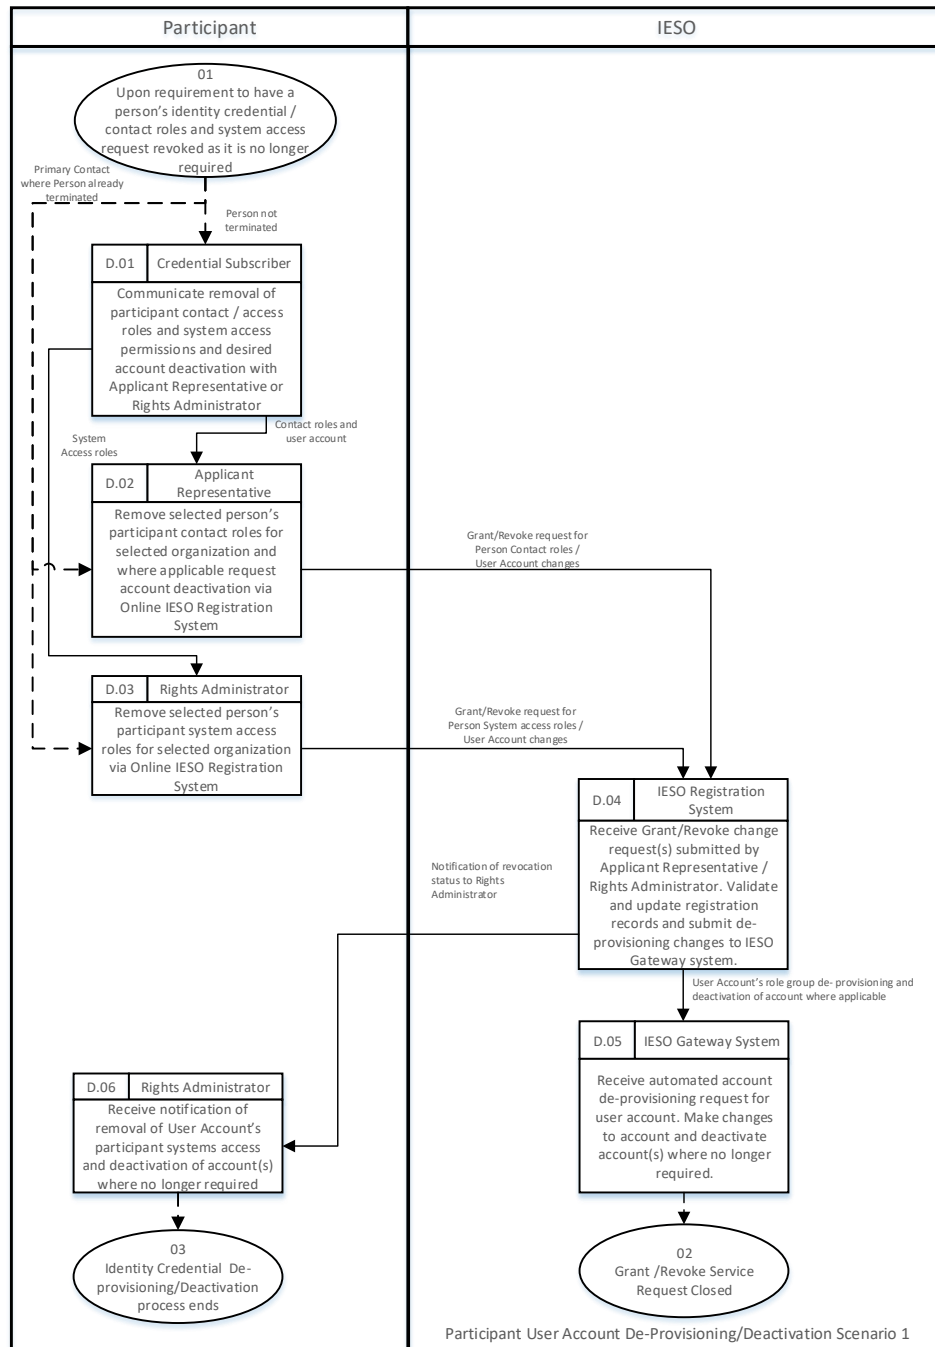 Participant
IESO
01
Upon requirement to have a
person's identity credential /
contact roles and system access
request revoked as it is no longer
required
Primary Contact
where Person already
terminated
Person not
terminated
D.01
Credential Subscriber
Communicate removal of
participant contact / access
roles and system access
permissions and desired
account deactivation with
Applicant Representative or
Rights Administrator
Contact roles and
user account
System
Access roles
D.02
Applicant
Representative
Remove selected person's
participant contact roles for
selected organization and
where applicable request
account deactivation via
Online IESO Registration
System
Grant/Revoke request for
Person Contact roles /
User Account changes
D.03
Rights Administrator
Remove selected person's
participant system access
roles for selected organization
via Online IESO Registration
System
Grant/Revoke request for
Person System access roles /
User Account changes
D.04
IESO Registration
System
Receive Grant/Revoke change
request(s) submitted by
Applicant Representative /
Rights Administrator. Validate
and update registration
records and submit de-
provisioning changes to IESO
Gateway system.
Notification of revocation
status to Rights
Administrator
User Account's role group de- provisioning and
deactivation of account where applicable
D.05
IESO Gateway System
Receive automated account
de-provisioning request for
user account. Make changes
to account and deactivate
account(s) where no longer
required.
D.06
Rights Administrator
Receive notification of
removal of User Account's
participant systems access
and deactivation of account(s)
where no longer required
03
Identity Credential De-
provisioning/Deactivation
process ends
02
Grant /Revoke Service
Request Closed
Participant User Account De-Provisioning/Deactivation Scenario 1